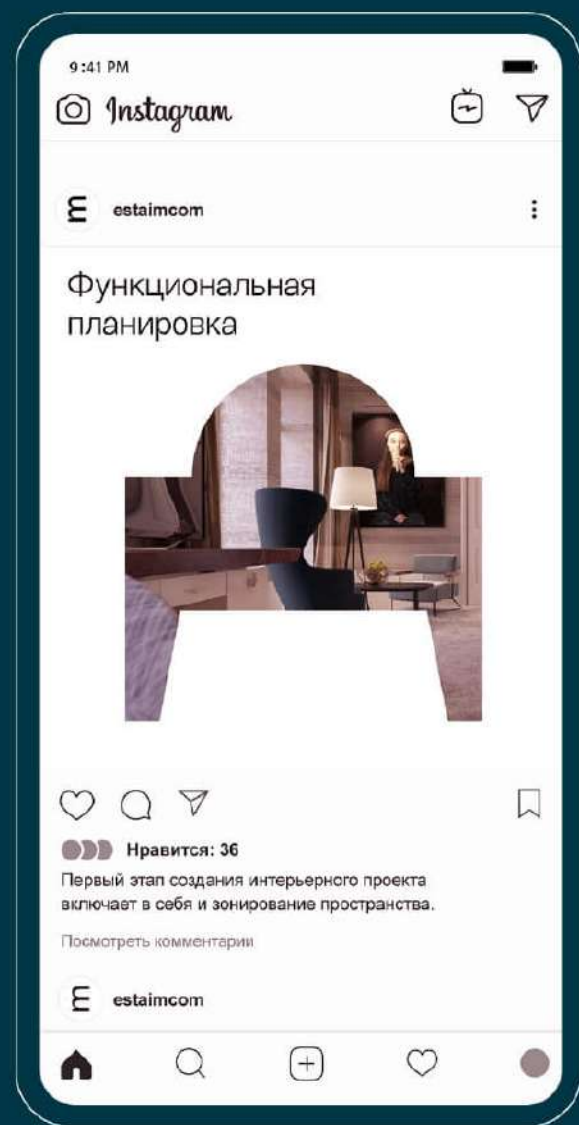 9:41 PM
Instagram
estaimcom
Функциональная
планировка
Нравится: 36
Первый этап создания интерьерного проекта
включает в себя и зонирование пространства.
Посмотреть комментарии
estaimcom